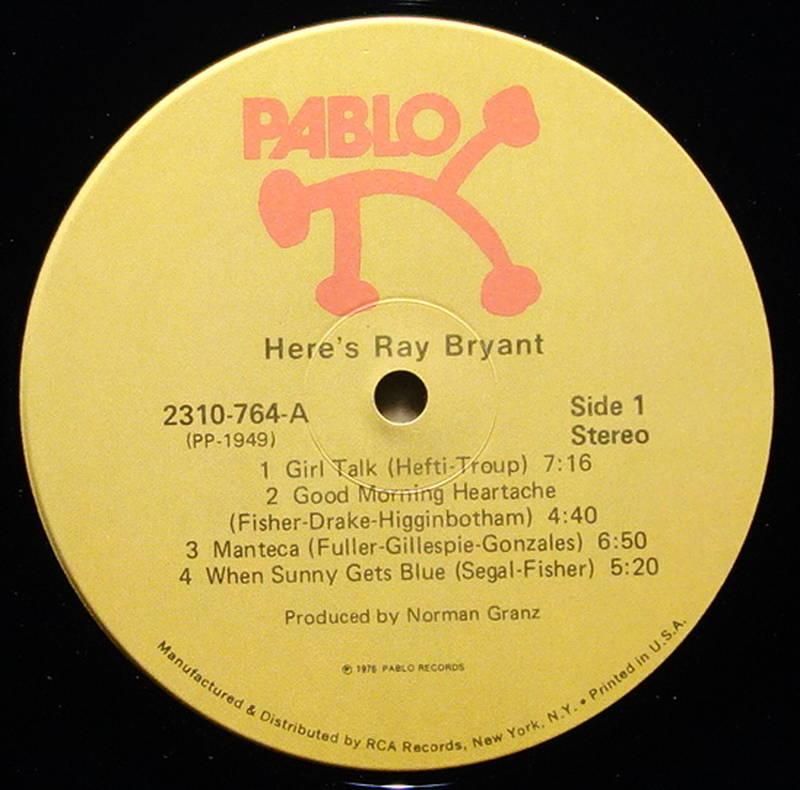 PABLO
Here's Ray Bryant
2310-764-A
(PP-1949)
Side 1
Stereo
1 Girl Talk (Hefti-Troup) 7:16
2 Good Morning Heartache
(Fisher-Drake-Higginbotham) 4:40
3 Manteca (Fuller-Gillespie-Gonzales) 6:50
4 When Sunny Gets Blue (Segal-Fisher) 5:20
Produced by Norman Granz
℗ 1976 PABLO RECORDS
Manufactured & Distributed by RCA Records, New York, N.Y. • Printed in U.S.A.